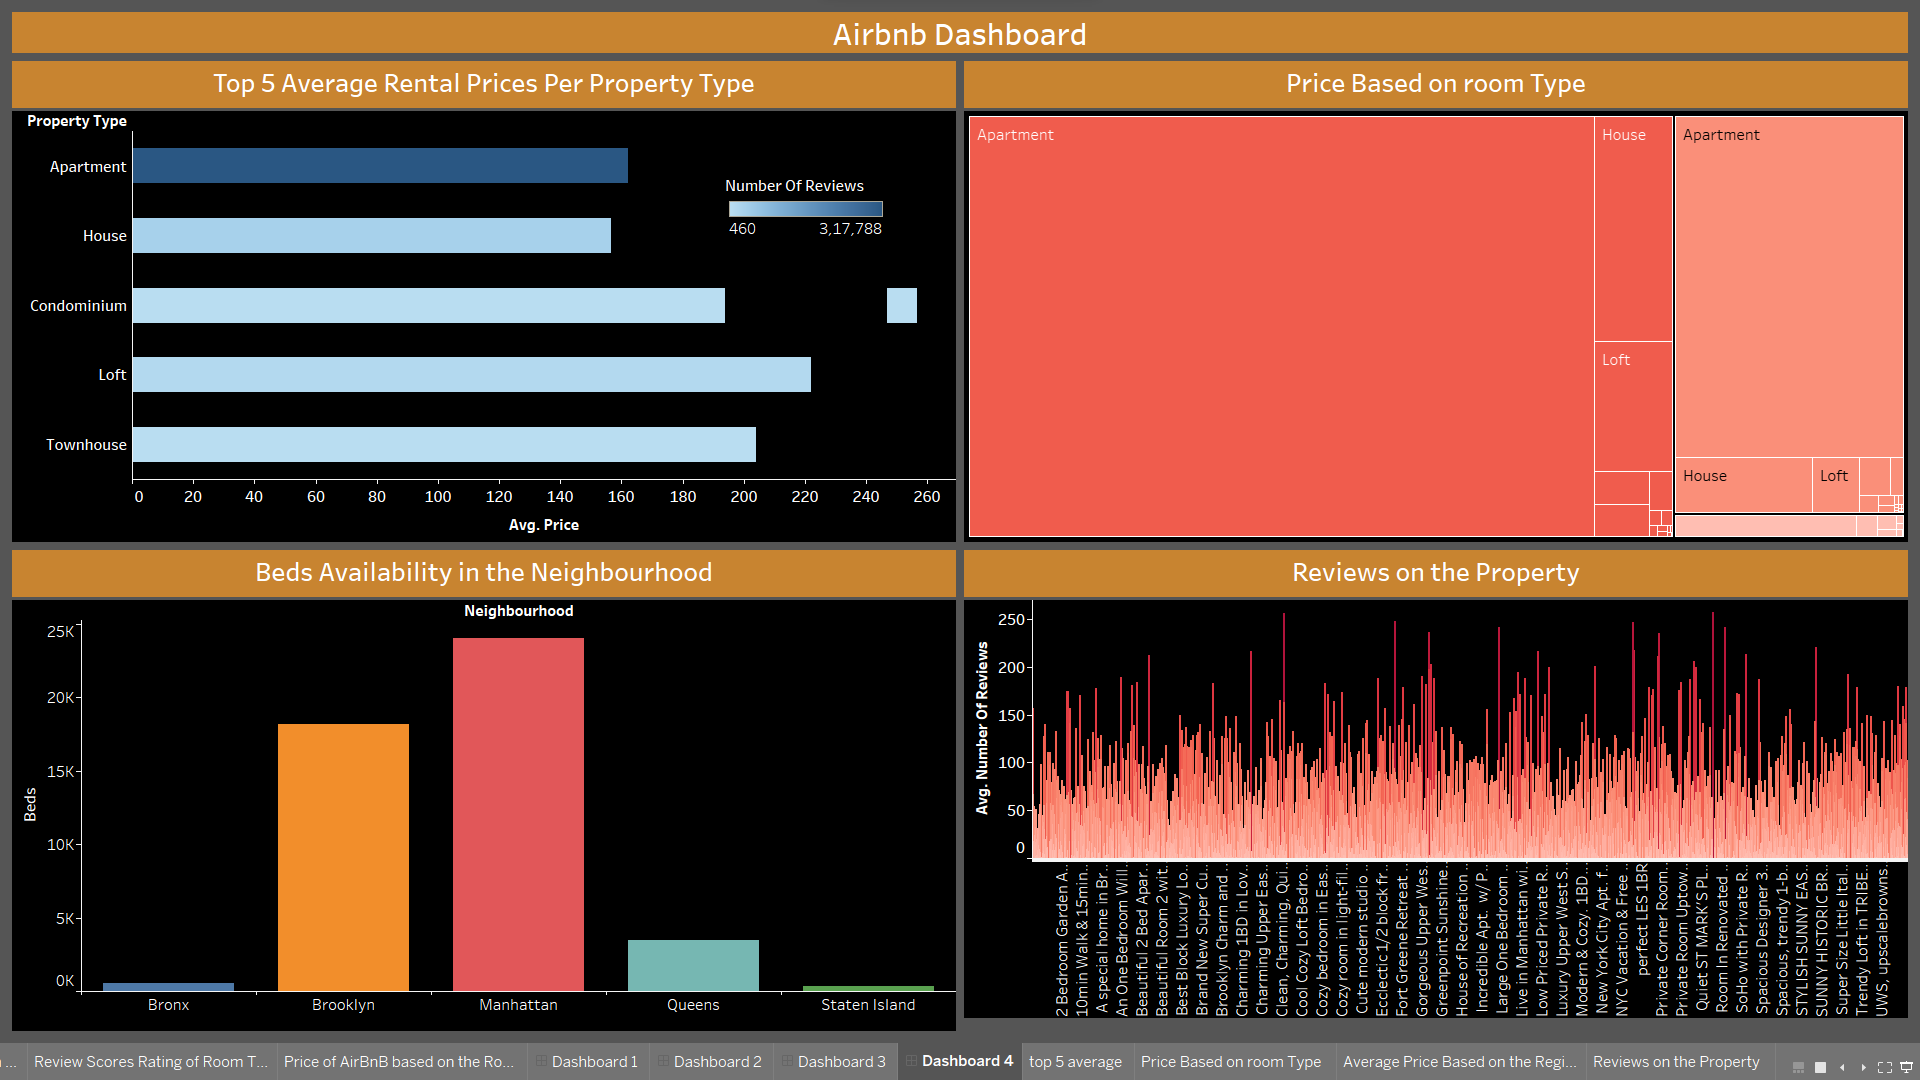 Airbnb Dashboard
Top 5 Average Rental Prices Per Property Type
Property Type
Apartment
House
Condominium
Loft
Townhouse
Number Of Reviews
460 3,17,788
0 20 40 60 80 100 120 140 160 180 200 220 240 260
Avg. Price
Price Based on room Type
Apartment
House
Loft
Apartment
House
Loft
Beds Availability in the Neighbourhood
Neighbourhood
Beds
25K
20K
15K
10K
5K
0K
Bronx Brooklyn Manhattan Queens Staten Island
Reviews on the Property
Avg. Number Of Reviews
250
200
150
100
50
0
2 Bedroom Garden A..
10min Walk & 15min..
A special home in Br..
An One Bedroom Will..
Beautiful 2 Bed Apar..
Beautiful Room 2 wit..
Best Block Luxury Lo..
Brand New Super Cu..
Brooklyn Charm and ..
Charming 1BD in Lov..
Charming Upper Eas..
Clean, Charming, Qui..
Cool Cozy Loft Bedro..
Cozy bedroom in Eas..
Cozy room in light-fil..
Cute modern studio ..
Ecclectic 1/2 block fr..
Fort Greene Retreat ..
Gorgeous Upper Wes..
Greenpoint Sunshine..
House of Recreation ..
Incredible Apt. w/ P..
Large One Bedroom ..
Live in Manhattan wi..
Low Priced Private R..
Luxury Upper West S..
Modern & Cozy, 1BD..
New York City Apt. f..
NYC Vacation & Free ..
perfect LES 1BR
Private Corner Room..
Private Room Uptow..
Quiet ST MARK'S PL..
Room In Renovated ..
SoHo with Private R..
Spacious Designer 3..
Spacious, trendy 1-b..
STYLISH SUNNY EAS..
SUNNY HISTORIC BR..
Super Size Little Ital..
Trendy Loft in TRIBE..
UWS, upscalebrowns..
Review Scores Rating of Room T... Price of AirBnB based on the Ro... Dashboard 1 Dashboard 2 Dashboard 3 Dashboard 4 top 5 average Price Based on room Type Average Price Based on the Regi... Reviews on the Property